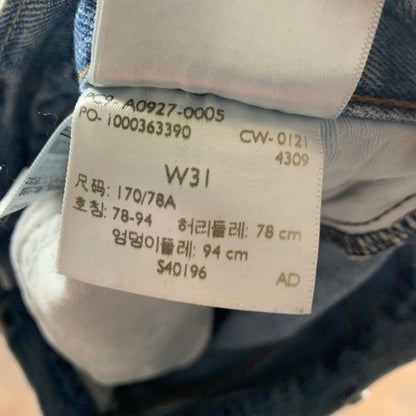 PC9 A0927-0005
PO- 1000363390
CW- 0121
4309
W31
尺码: 170/78A
호칭: 78-94 허리둘레: 78 cm
엉덩이둘레: 94 cm
S40196
AD